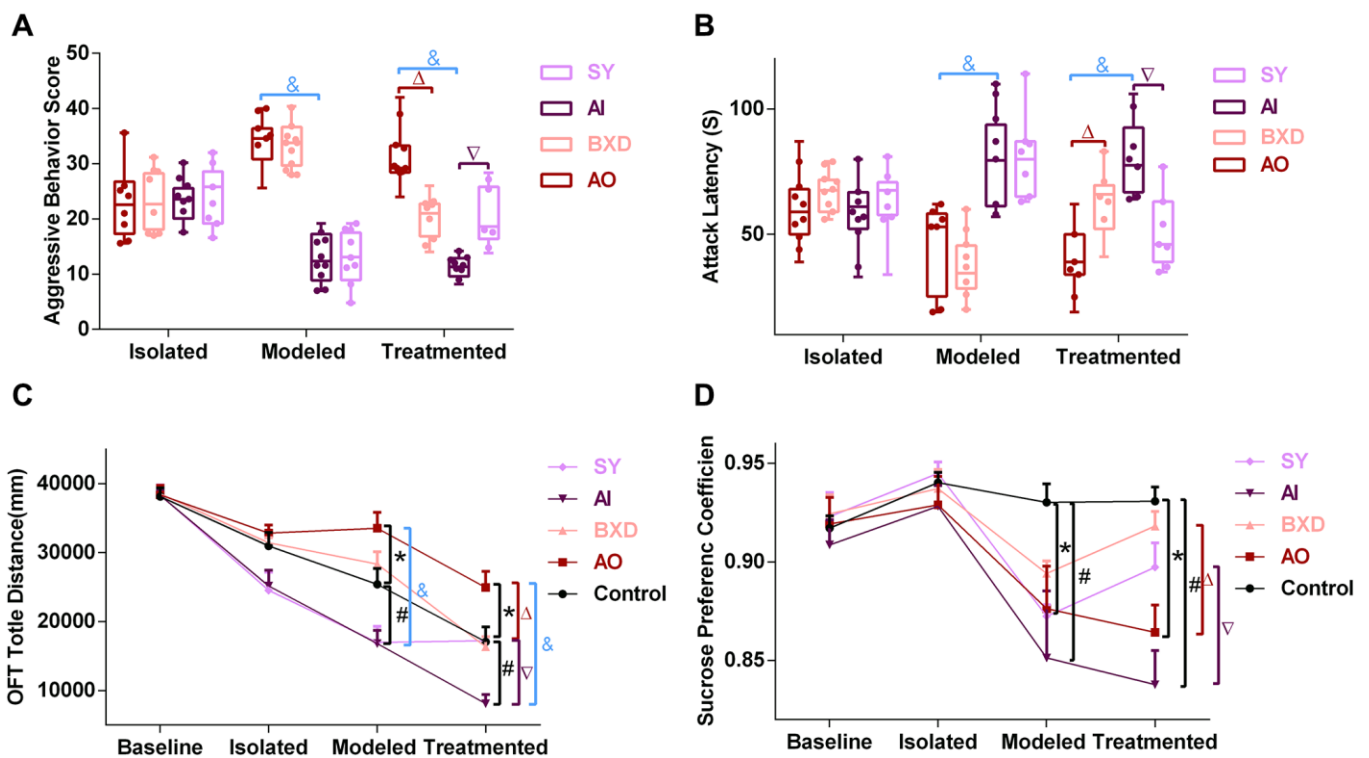 A
Aggressive Behavior Score
50
40
30
20
10
0
&
&
Δ
∇
Isolated Modeled Treatmented
SY
AI
BXD
AO
B
Attack Latency (S)
100
50
&
&
∇
Δ
Isolated Modeled Treatmented
SY
AI
BXD
AO
C
OFT Totle Distance(mm)
40000
30000
20000
10000
*
#
&
*
#
Δ
∇
&
Baseline Isolated Modeled Treatmented
SY
AI
BXD
AO
Control
D
Sucrose Preferenc Coefficien
0.95
0.90
0.85
*
#
*
#
Δ
∇
Baseline Isolated Modeled Treatmented
SY
AI
BXD
AO
Control